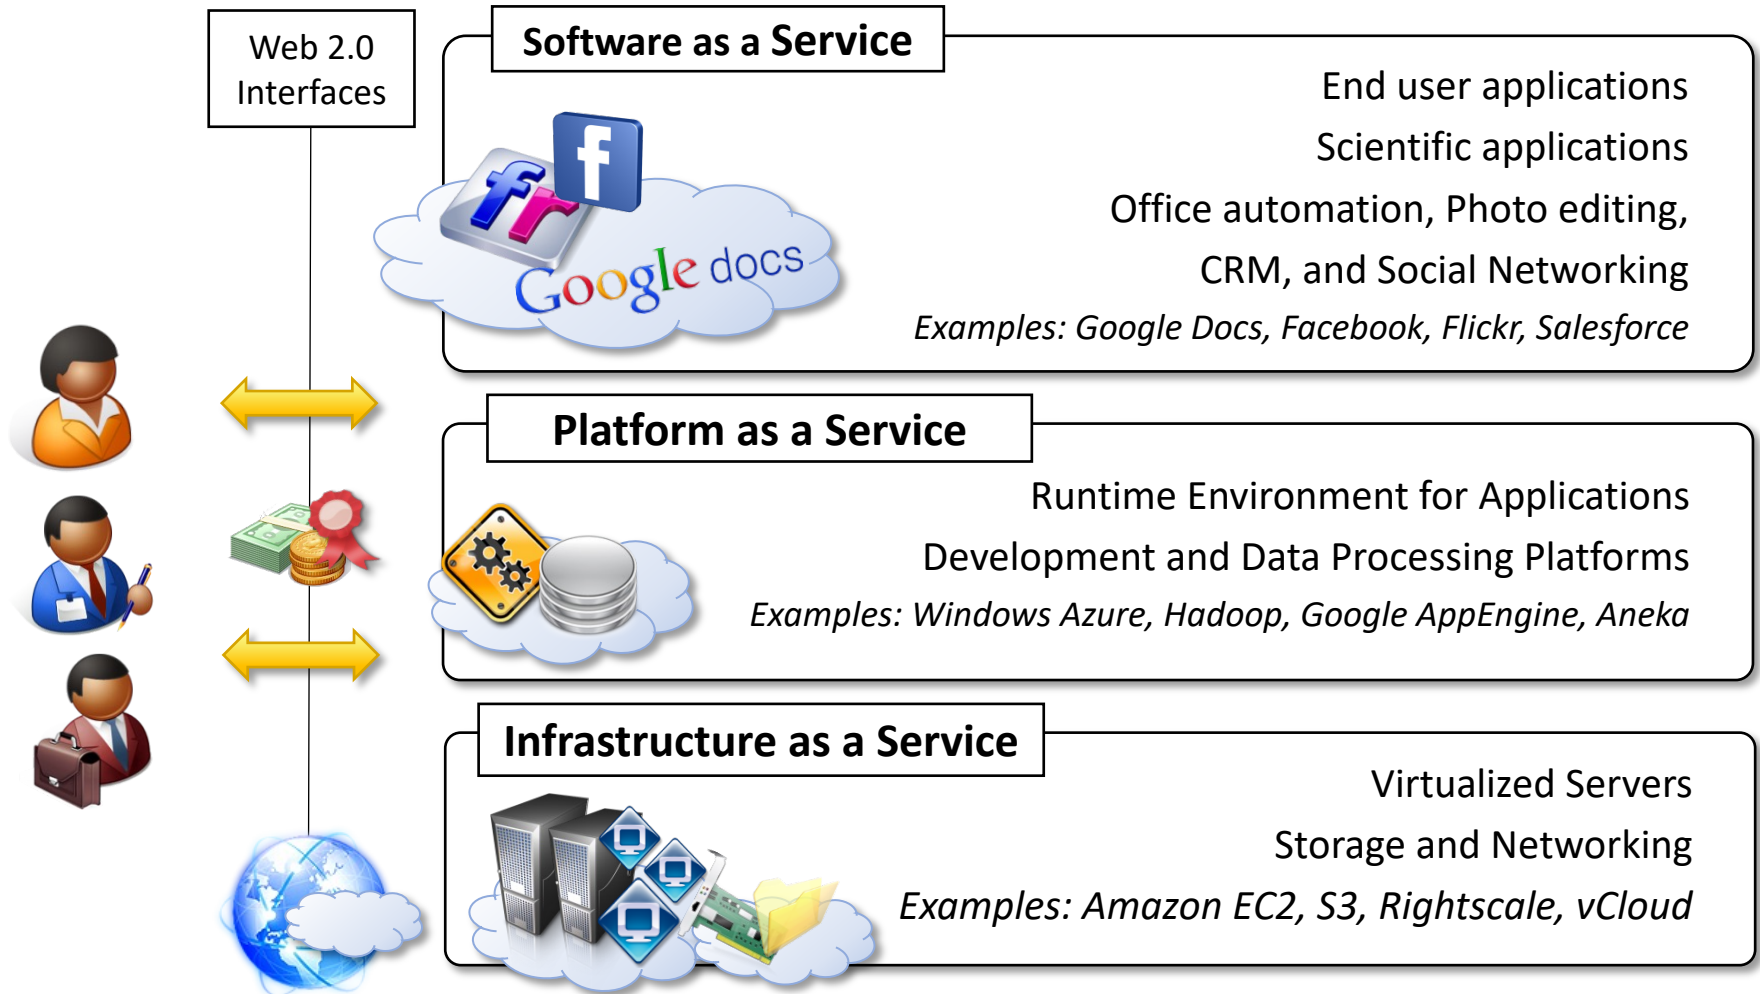 Web 2.0
Interfaces
Software as a Service
End user applications
Scientific applications
Office automation, Photo editing,
CRM, and Social Networking
Examples: Google Docs, Facebook, Flickr, Salesforce
f
fr
Google docs
Platform as a Service
Runtime Environment for Applications
Development and Data Processing Platforms
Examples: Windows Azure, Hadoop, Google AppEngine, Aneka
Infrastructure as a Service
Virtualized Servers
Storage and Networking
Examples: Amazon EC2, S3, Rightscale, vCloud